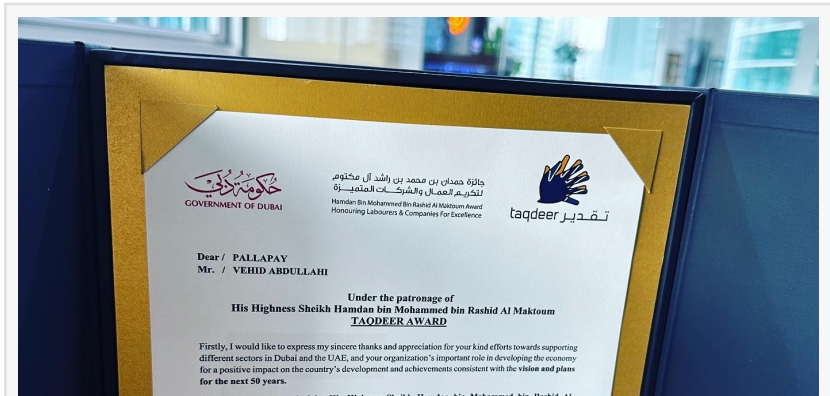 حكومة دبي
GOVERNMENT OF DUBAI
جائزة حمدان بن محمد بن راشد آل مكتوم
لتكريم العمال والشركات المتميزة
Hamdan Bin Mohammed Bin Rashid Al Maktoum Award
Honouring Labourers & Companies For Excellence
taqdeer تقدير
Dear / PALLAPAY
Mr. / VEHID ABDULLAHI
Under the patronage of
His Highness Sheikh Hamdan bin Mohammed bin Rashid Al Maktoum
TAQDEER AWARD
Firstly, I would like to express my sincere thanks and appreciation for your kind efforts towards supporting
different sectors in Dubai and the UAE, and your organization's important role in developing the economy
for a positive impact on the country's development and achievements consistent with the vision and plans
for the next 50 years.